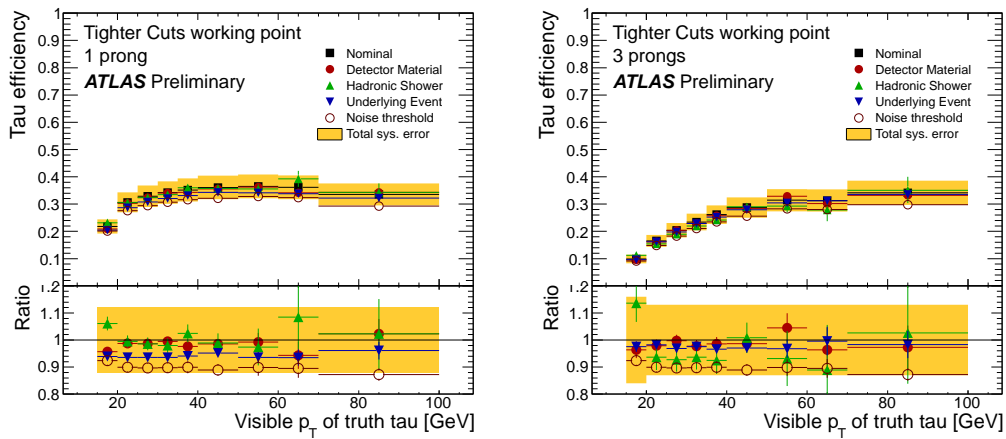 Tighter Cuts working point
1 prong
ATLAS Preliminary
Nominal
Detector Material
Hadronic Shower
Underlying Event
Noise threshold
Total sys. error
Tau efficiency
1
0.9
0.8
0.7
0.6
0.5
0.4
0.3
0.2
0.1
Ratio
1.2
1.1
1
0.9
0.8
20 40 60 80 100
Visible pT of truth tau [GeV]
Tighter Cuts working point
3 prongs
ATLAS Preliminary
Nominal
Detector Material
Hadronic Shower
Underlying Event
Noise threshold
Total sys. error
Tau efficiency
1
0.9
0.8
0.7
0.6
0.5
0.4
0.3
0.2
0.1
Ratio
1.2
1.1
1
0.9
0.8
20 40 60 80 100
Visible pT of truth tau [GeV]